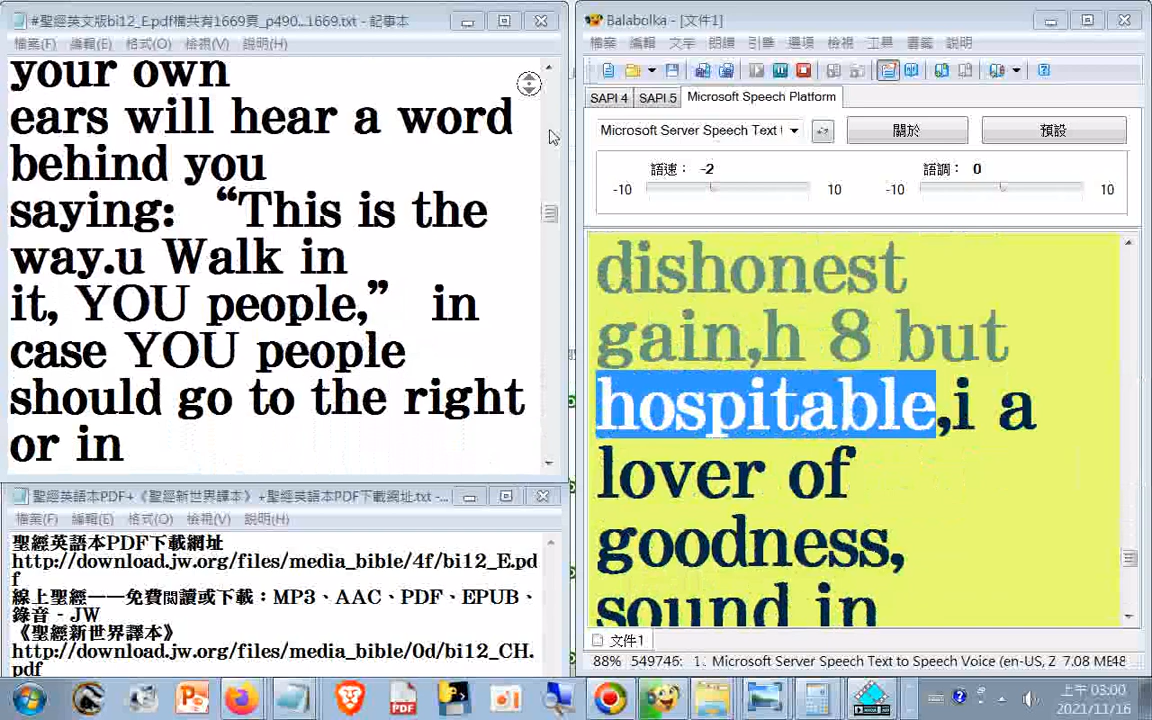 #聖經英文版bi12_E.pdf檔共有1669頁_p490...1669.txt - 記事本
檔案(F) 編輯(E) 格式(O) 檢視(V) 說明(H)
your own
ears will hear a word
behind you
saying: “This is the
way.u Walk in
it, YOU people,” in
case YOU people
should go to the right
or in
聖經英語本PDF+《聖經新世界譯本》+聖經英語本PDF下載網址.txt -...
檔案(F) 編輯(E) 格式(O) 檢視(V) 說明(H)
聖經英語本PDF下載網址
http://download.jw.org/files/media_bible/4f/bi12_E.pd
f
線上聖經——免費閱讀或下載：MP3、AAC、PDF、EPUB、
錄音 - JW
《聖經新世界譯本》
http://download.jw.org/files/media_bible/0d/bi12_CH.
pdf
Balabolka - [文件1]
檔案 編輯 文字 朗讀 引擎 選項 檢視 工具 書籤 說明
SAPI 4 SAPI 5 Microsoft Speech Platform
Microsoft Server Speech Text 關於 預設
語速： -2 語調： 0
-10 10 -10 10
dishonest
gain,h 8 but
hospitable,i a
lover of
goodness,
sound in
文件1
88% 549746: 1. Microsoft Server Speech Text to Speech Voice (en-US, Z 7.08 ME48
上午 03:00
2021/11/16